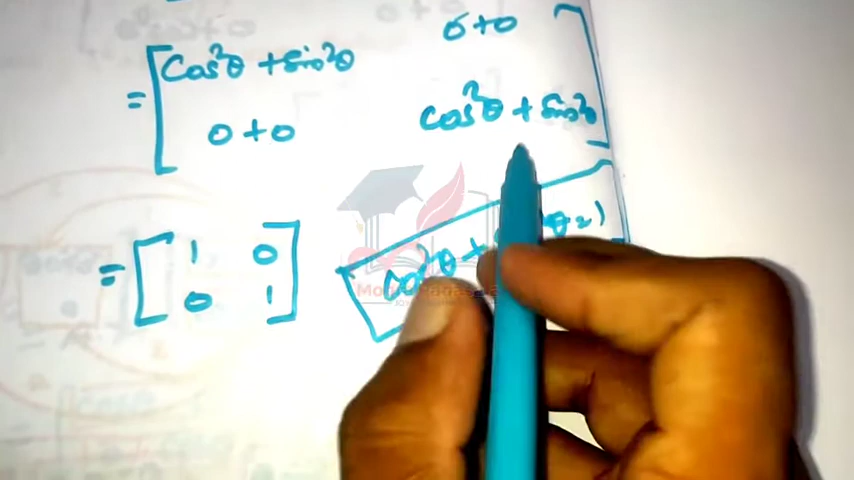 = [ Cos²θ + Sin²θ 0+0
0+0 cos²θ + Sin²θ ]
= [ 1 0
0 1 ]
cos²θ +